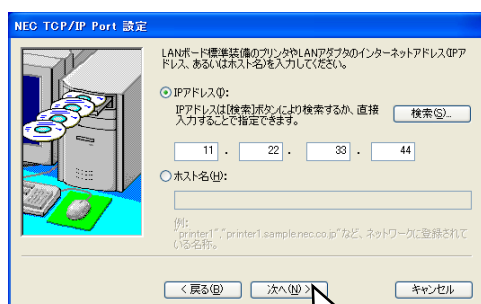 NEC TCP/IP Port 設定
LANボード標準装備のプリンタやLANアダプタのインターネットアドレス(IPア
ドレス、あるいはホスト名)を入力してください。
IPアドレス(I):
IPアドレスは[検索]ボタンにより検索するか、直接
入力することで指定できます。
検索(S)...
11 . 22 . 33 . 44
ホスト名(H):
例:
"printer1","printer1.sample.nec.co.jp"など、ネットワークに登録されて
いる名称。
< 戻る(B) 次へ(N) > キャンセル